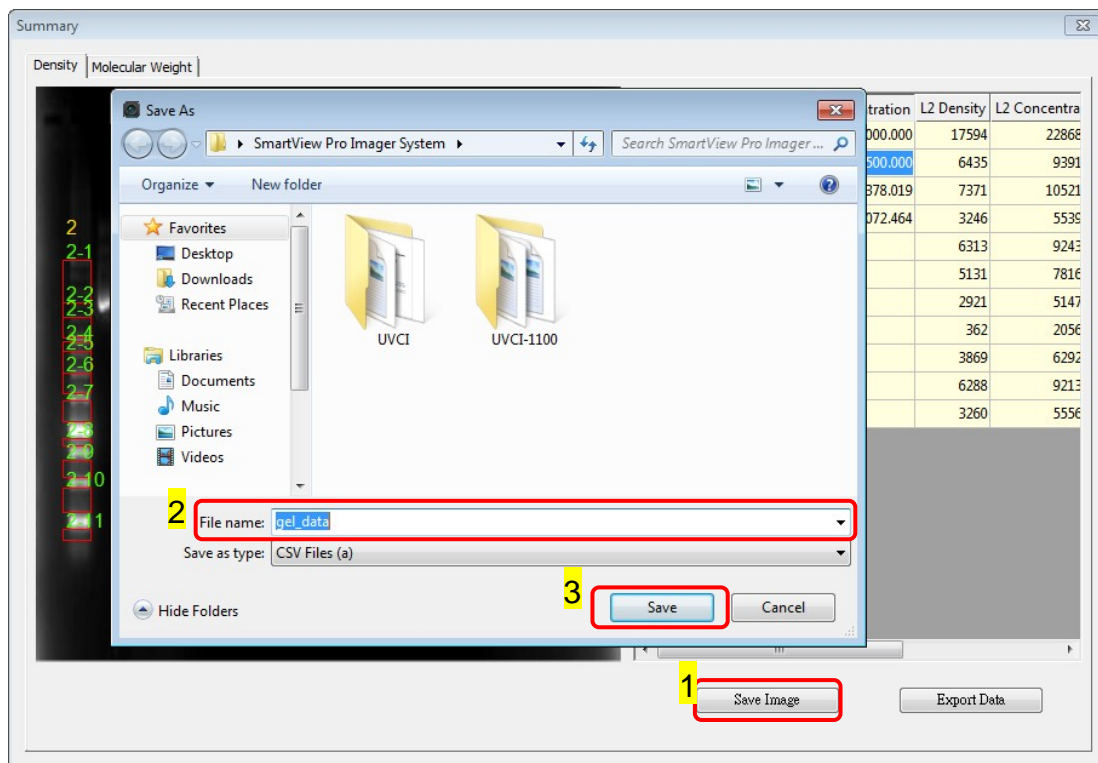 Summary
Density Molecular Weight
Save As
SmartView Pro Imager System
Search SmartView Pro Imager ...
Organize
New folder
Favorites
Desktop
Downloads
Recent Places
Libraries
Documents
Music
Pictures
Videos
UVCI
UVCI-1100
2
File name: gel_data
Save as type: CSV Files (a)
Hide Folders
3
Save
Cancel
2
2-1
2-2
2-3
2-4
2-5
2-6
2-7
2-8
2-9
2-10
2-11
tration L2 Density L2 Concentra
000.000 17594 22868
500.000 6435 9391
378.019 7371 10521
072.464 3246 5539
6313 9243
5131 7816
2921 5147
362 2056
3869 6292
6288 9213
3260 5556
1
Save Image
Export Data